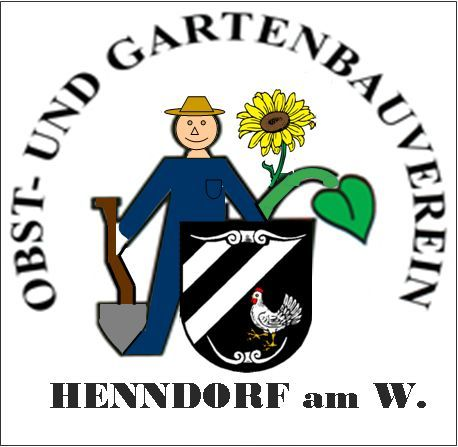 OBST- UND GARTENBAUVEREIN
HENNDORF am W.